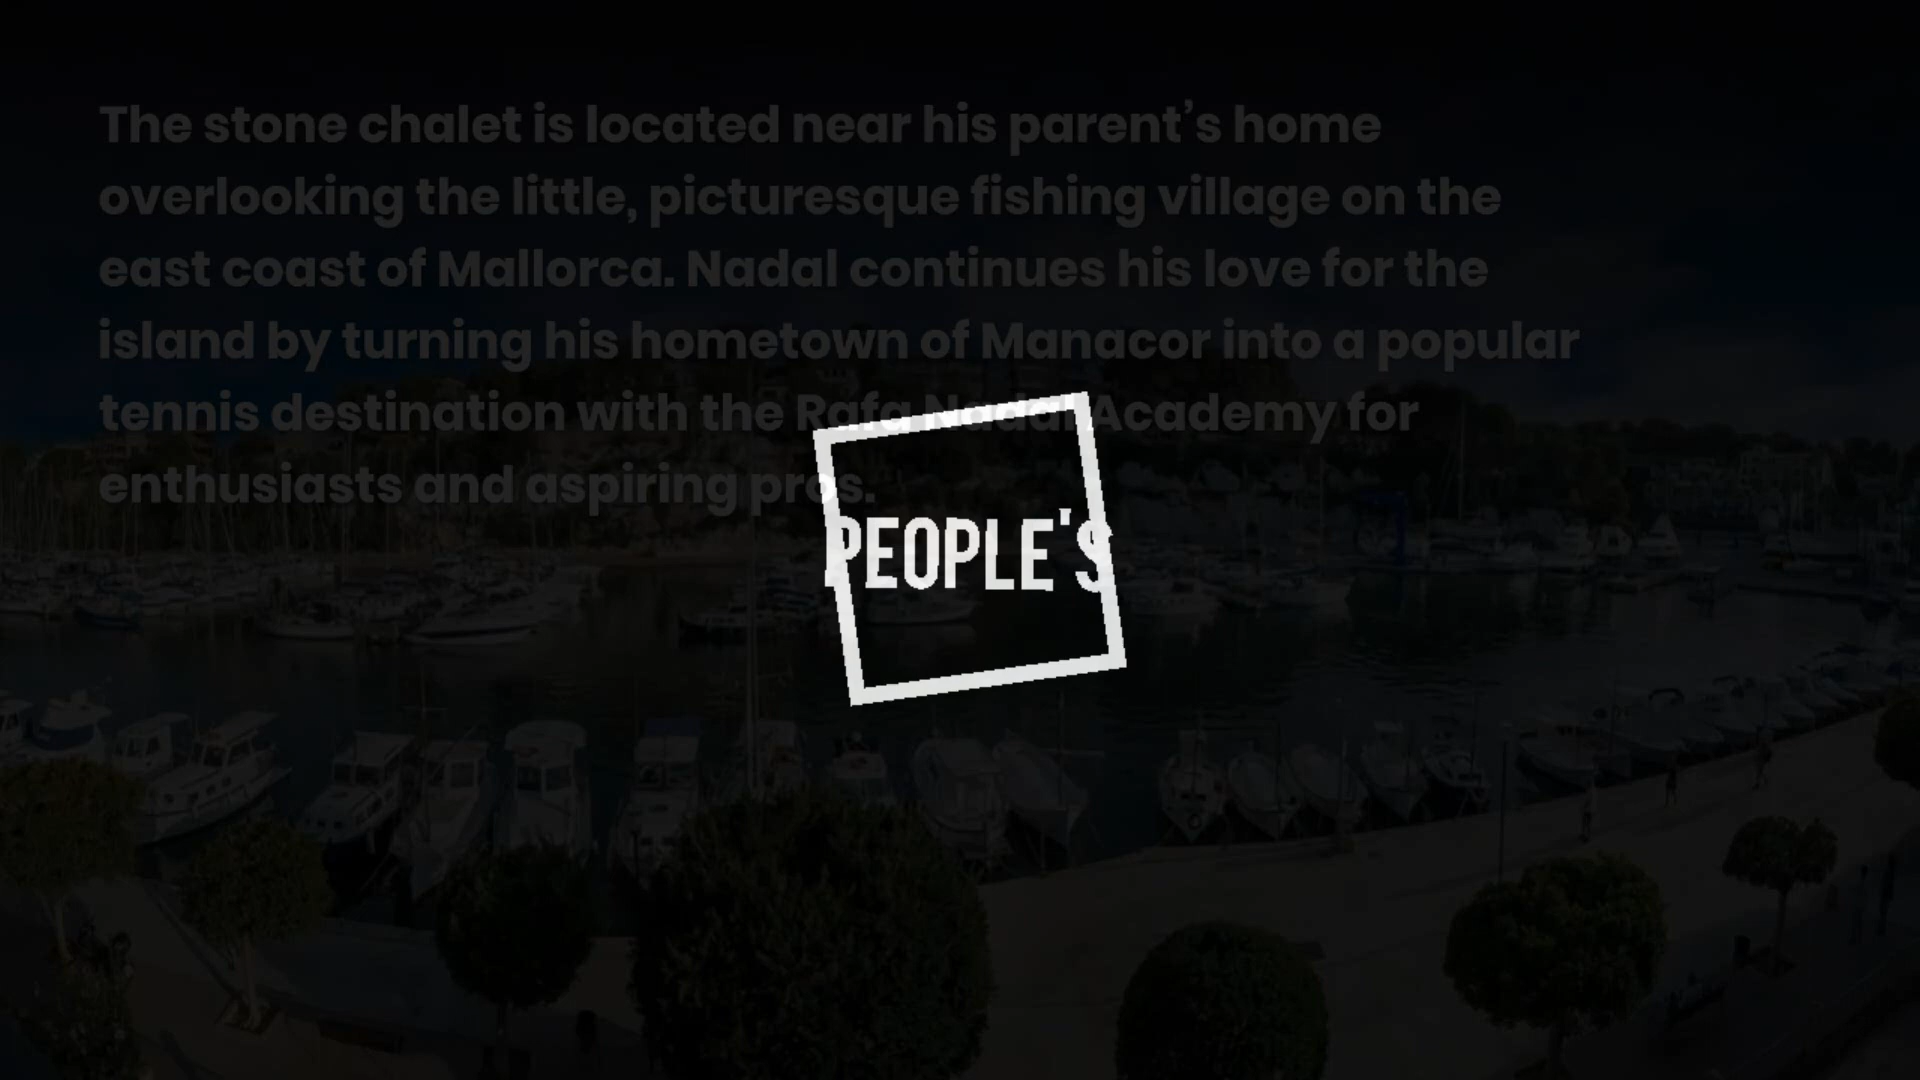 The stone chalet is located near his parent’s home
overlooking the little, picturesque fishing village on the
east coast of Mallorca. Nadal continues his love for the
island by turning his hometown of Manacor into a popular
tennis destination with the Rafa Nadal Academy for
enthusiasts and aspiring pros.
PEOPLE'S